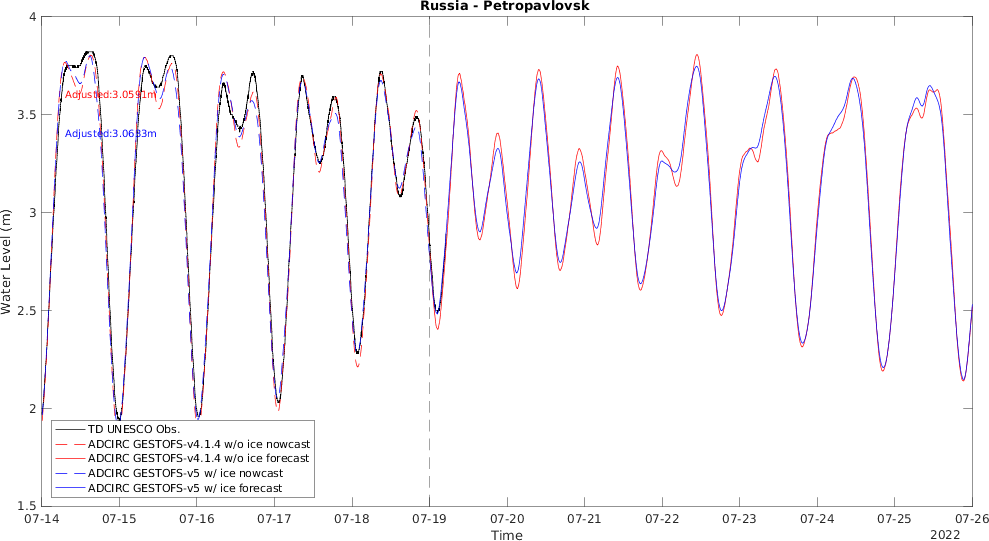 Russia - Petropavlovsk
4
3.5
3
2.5
2
1.5
Water Level (m)
Adjusted:3.0591m
Adjusted:3.0633m
TD UNESCO Obs.
ADCIRC GESTOFS-v4.1.4 w/o ice nowcast
ADCIRC GESTOFS-v4.1.4 w/o ice forecast
ADCIRC GESTOFS-v5 w/ ice nowcast
ADCIRC GESTOFS-v5 w/ ice forecast
07-14 07-15 07-16 07-17 07-18 07-19 07-20 07-21 07-22 07-23 07-24 07-25 07-26
Time
2022